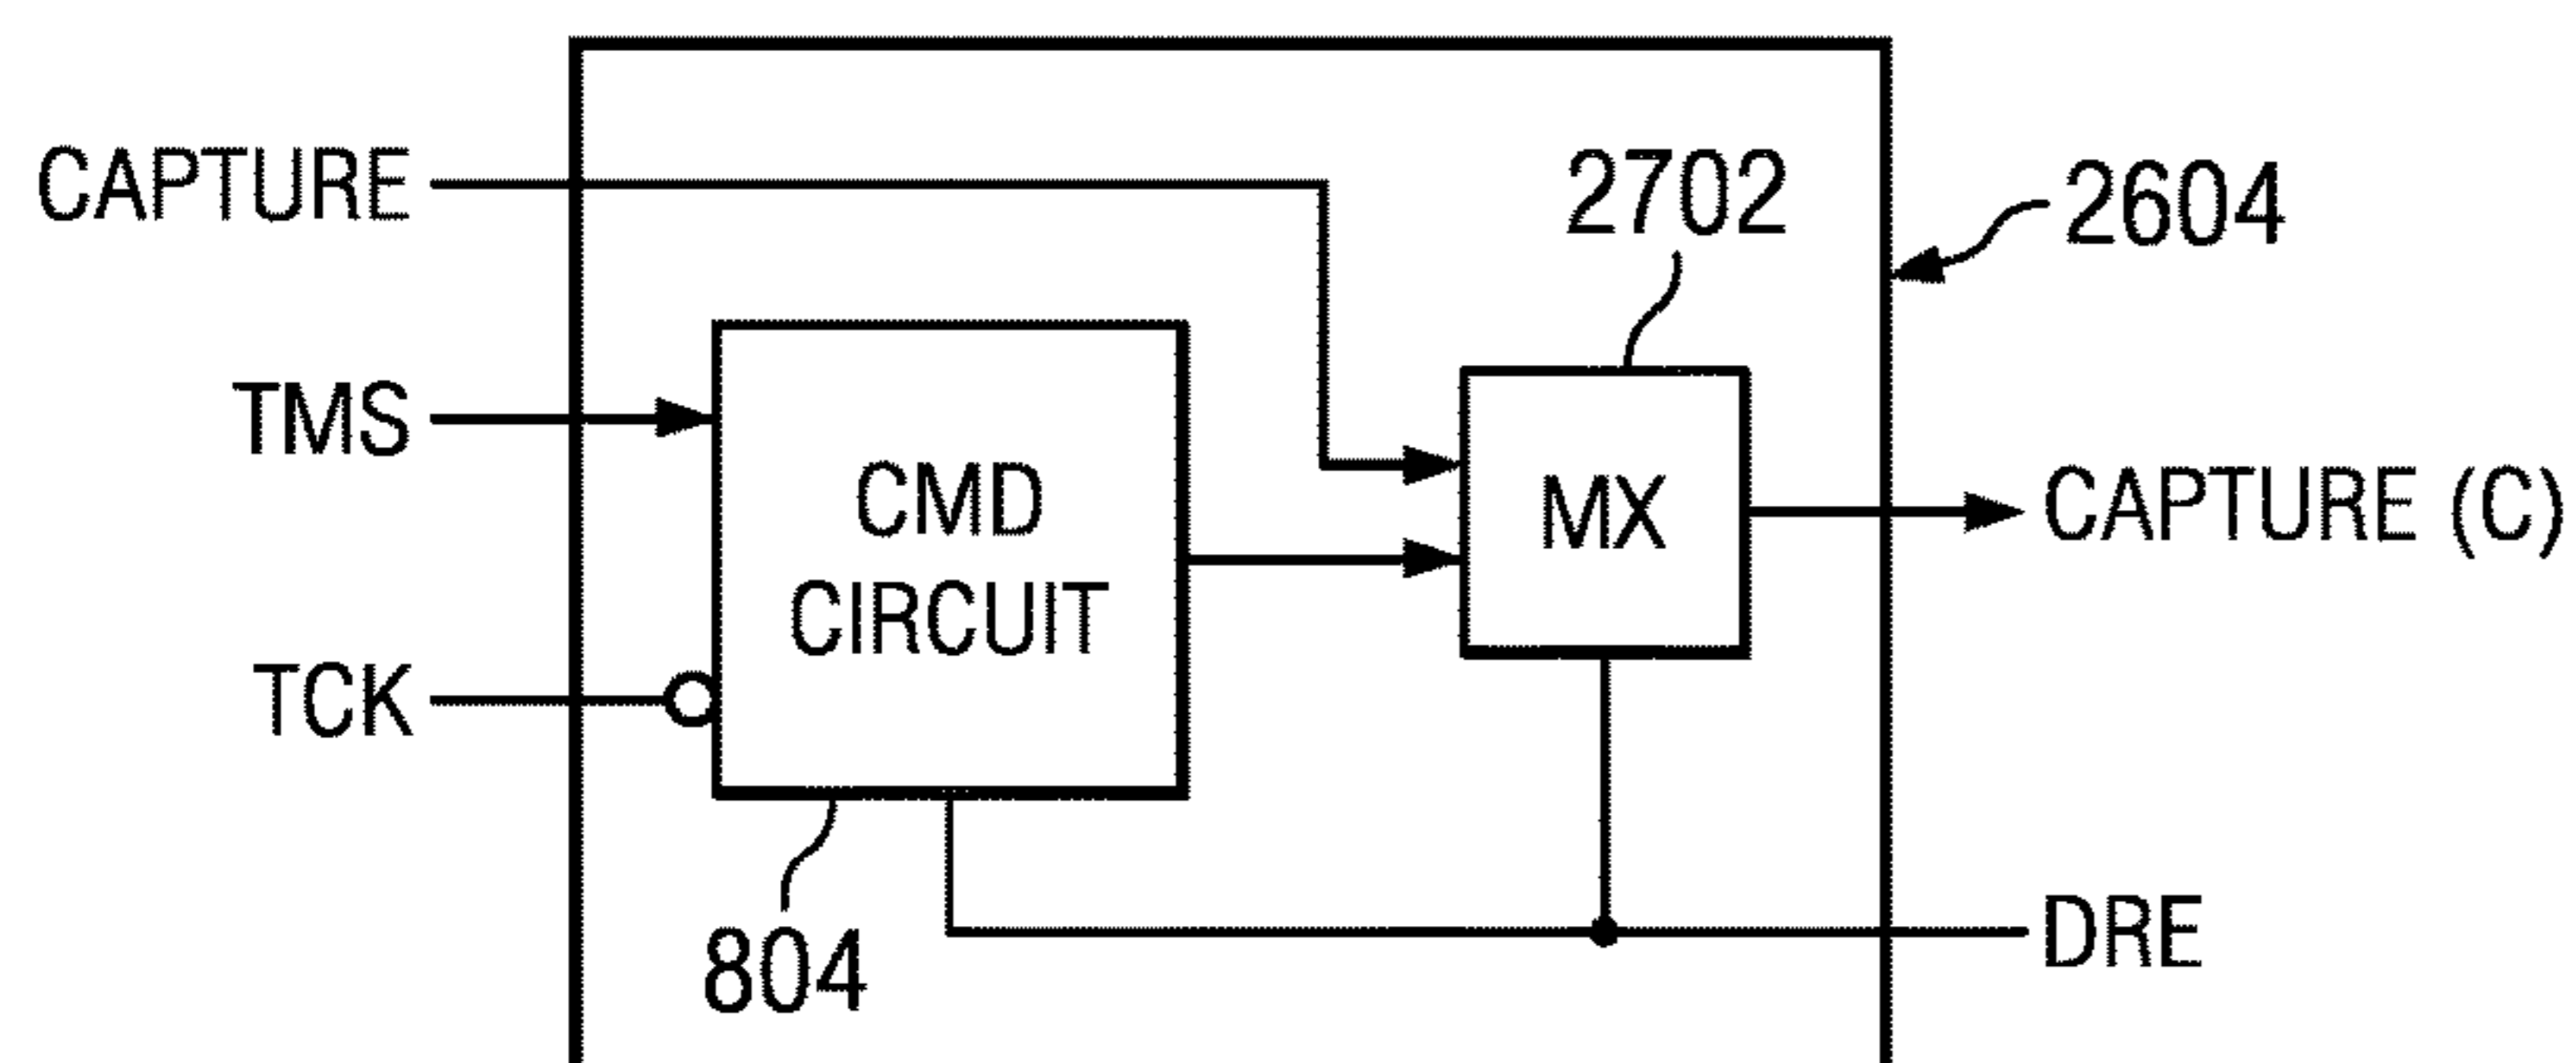 CAPTURE
2702
2604
TMS
CMD
CIRCUIT
MX
CAPTURE (C)
TCK
804
DRE